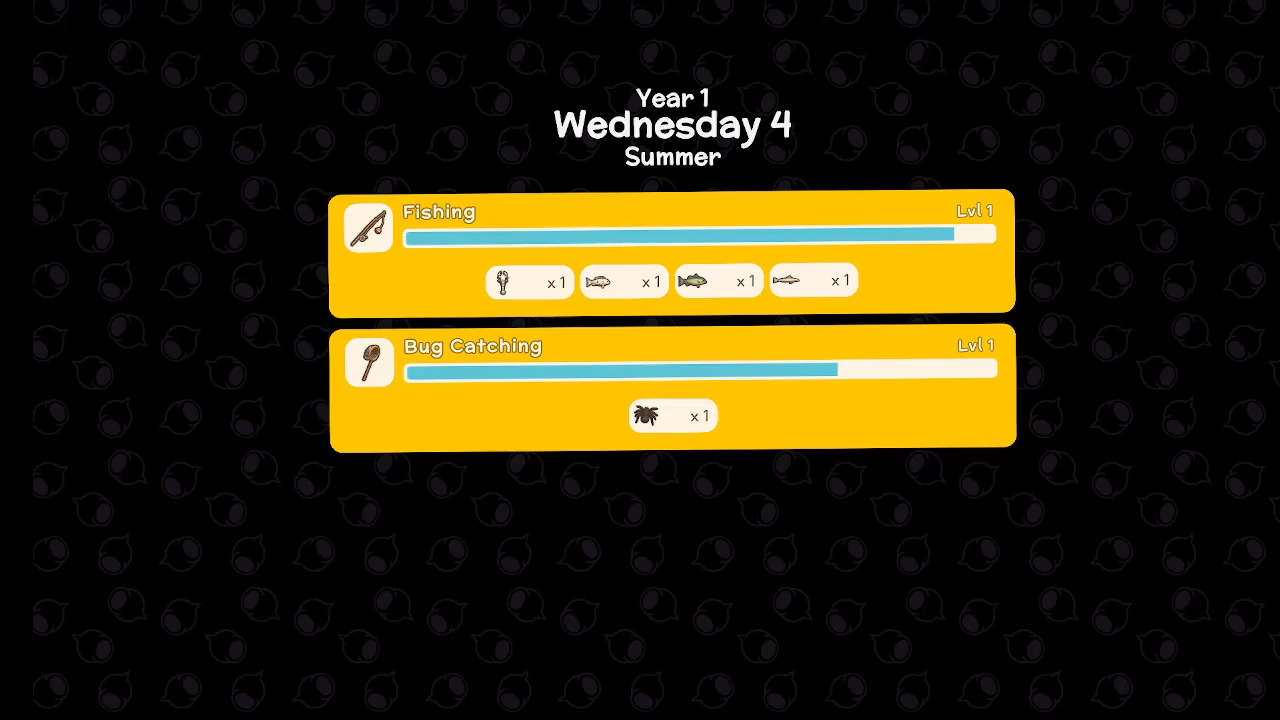 Year 1
Wednesday 4
Summer
Fishing Lvl 1
x 1 x 1 x 1 x 1
Bug Catching Lvl 1
x 1